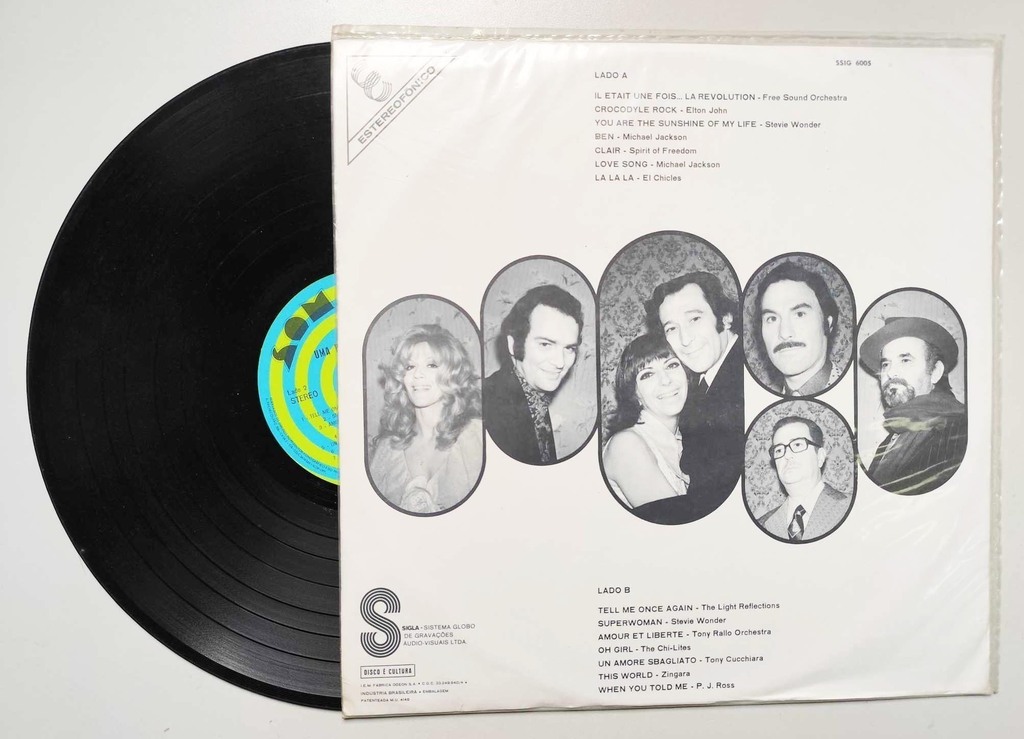 ESTEREOFÔNICO
SSIG 6005
LADO A
IL ETAIT UNE FOIS... LA REVOLUTION - Free Sound Orchestra
CROCODYLE ROCK - Elton John
YOU ARE THE SUNSHINE OF MY LIFE - Stevie Wonder
BEN - Michael Jackson
CLAIR - Spirit of Freedom
LOVE SONG - Michael Jackson
LA LA LA - El Chicles
SOM
UMA
Lado 2
STEREO
LADO B
TELL ME ONCE AGAIN - The Light Reflections
SUPERWOMAN - Stevie Wonder
AMOUR ET LIBERTE - Tony Rallo Orchestra
OH GIRL - The Chi-Lites
UN AMORE SBAGLIATO - Tony Cucchiara
THIS WORLD - Zingara
WHEN YOU TOLD ME - P. J. Ross
SIGLA - SISTEMA GLOBO
DE GRAVAÇÕES
AUDIO-VISUAIS LTDA.
DISCO É CULTURA
INDÚSTRIA BRASILEIRA • EMBALAGEM